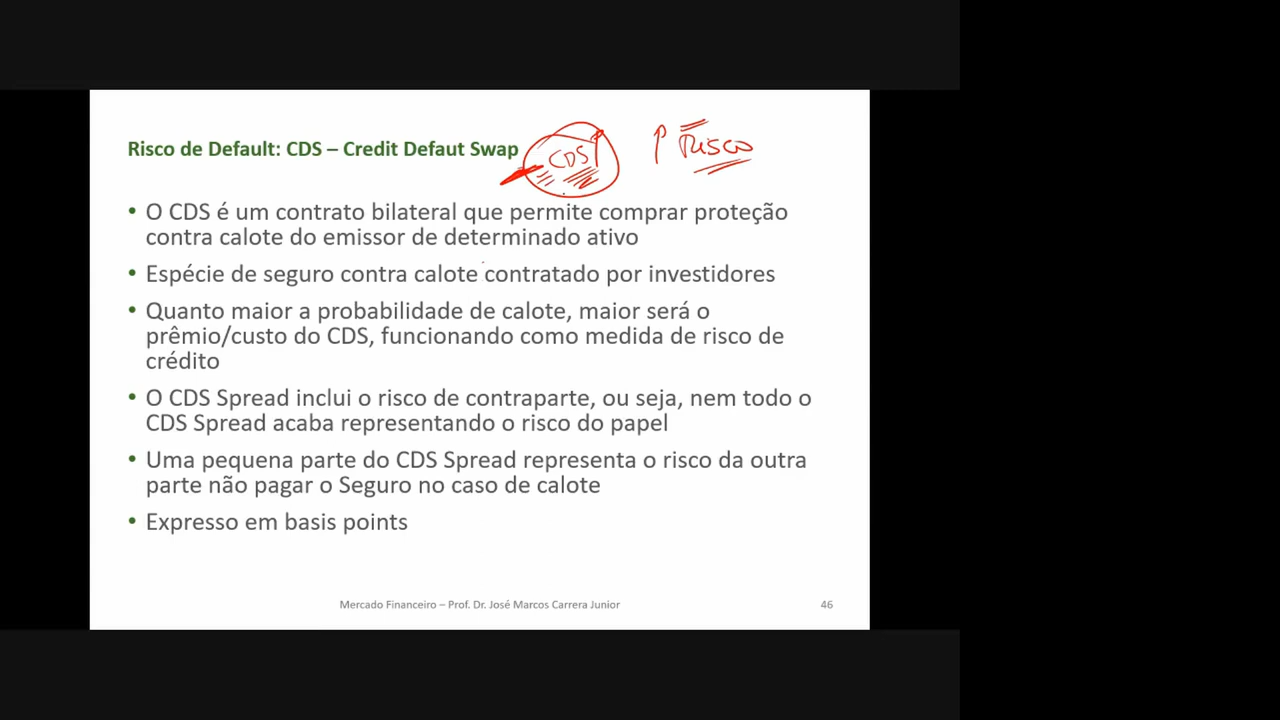 Risco de Default: CDS – Credit Defaut Swap
CDS↑
↑ Risco
• O CDS é um contrato bilateral que permite comprar proteção
contra calote do emissor de determinado ativo
• Espécie de seguro contra calote contratado por investidores
• Quanto maior a probabilidade de calote, maior será o
prêmio/custo do CDS, funcionando como medida de risco de
crédito
• O CDS Spread inclui o risco de contraparte, ou seja, nem todo o
CDS Spread acaba representando o risco do papel
• Uma pequena parte do CDS Spread representa o risco da outra
parte não pagar o Seguro no caso de calote
• Expresso em basis points
Mercado Financeiro – Prof. Dr. José Marcos Carrera Junior
46